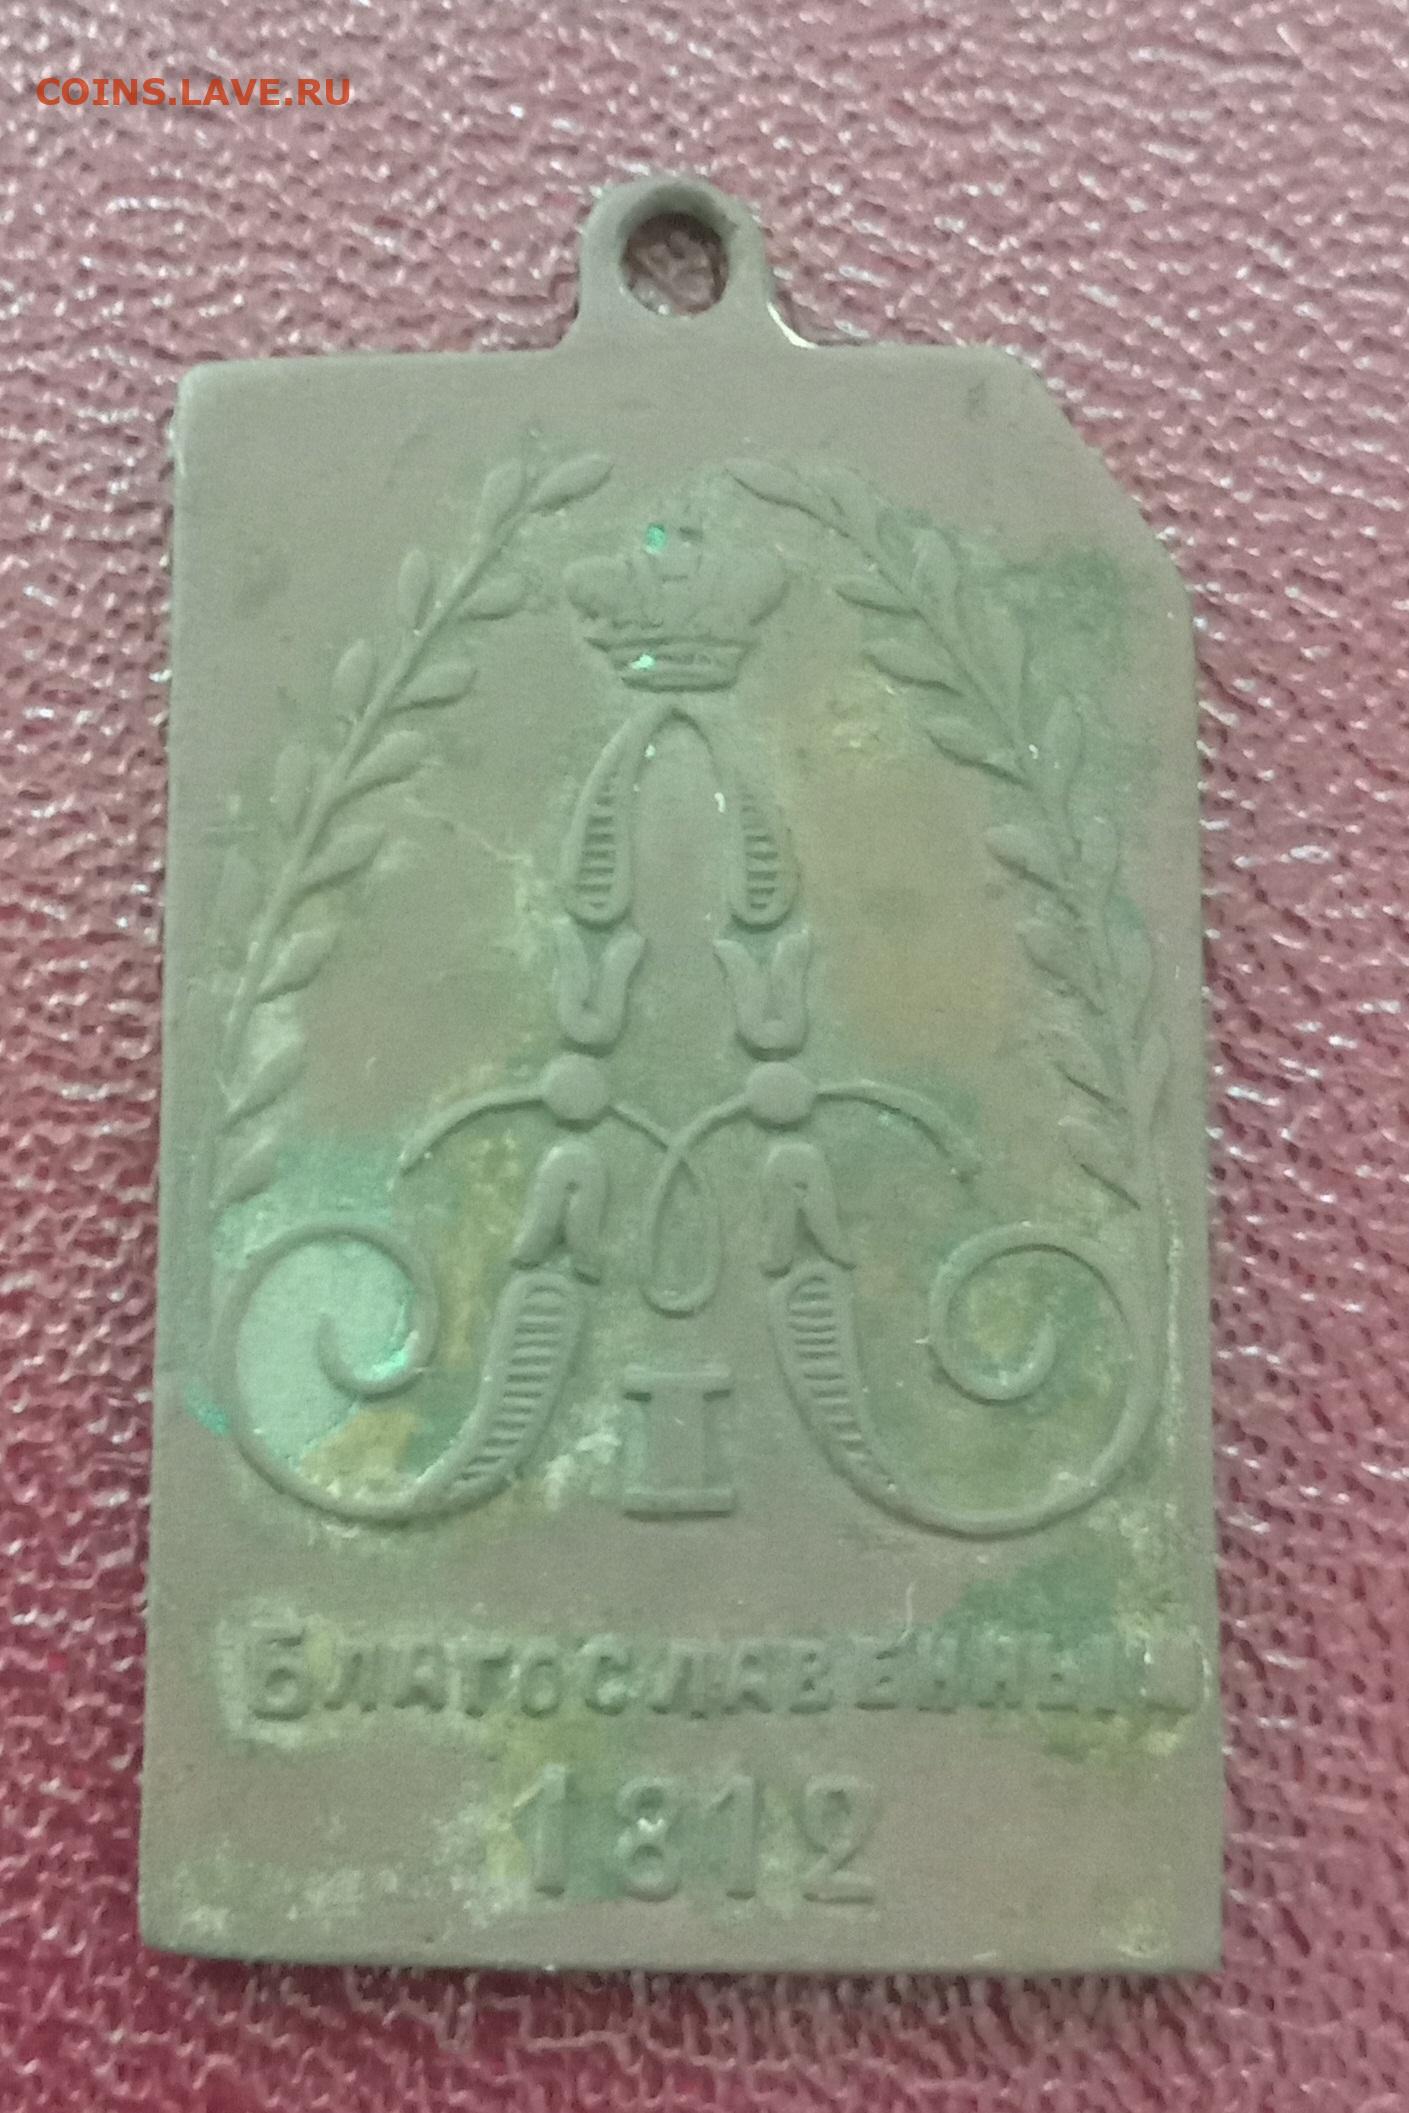 COINS.LAVE.RU
I
БЛАГОСЛАВЕННЫЙ
1812